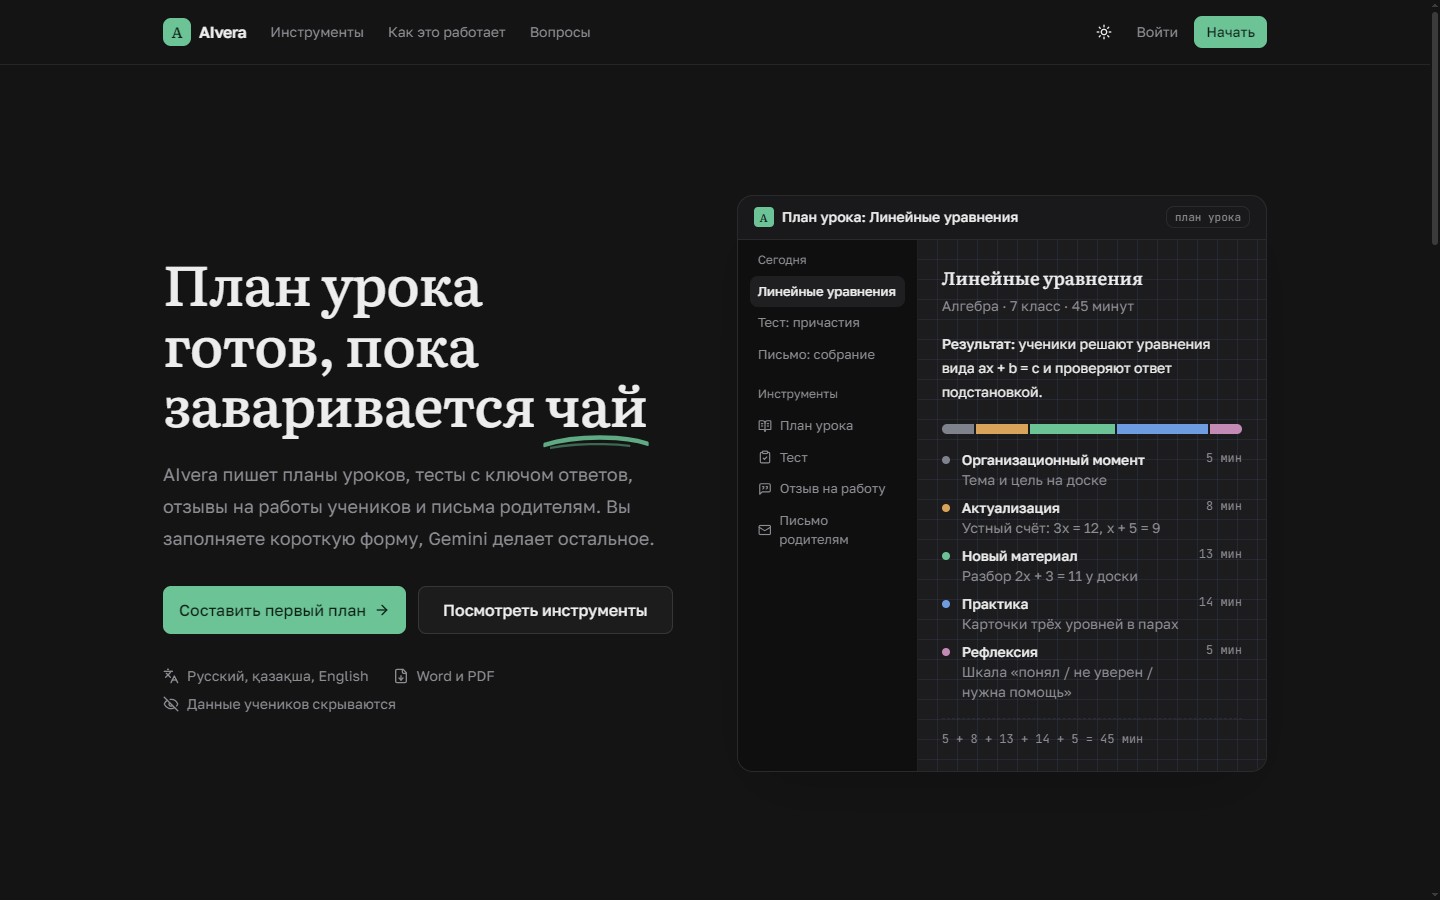 A AIvera Инструменты Как это работает Вопросы Войти Начать
План урока
готов, пока
заваривается чай
AIvera пишет планы уроков, тесты с ключом ответов,
отзывы на работы учеников и письма родителям. Вы
заполняете короткую форму, Gemini делает остальное.
Составить первый план → Посмотреть инструменты
Русский, қазақша, English Word и PDF
Данные учеников скрываются
A План урока: Линейные уравнения план урока
Сегодня
Линейные уравнения
Тест: причастия
Письмо: собрание
Инструменты
План урока
Тест
Отзыв на работу
Письмо
родителям
Линейные уравнения
Алгебра · 7 класс · 45 минут
Результат: ученики решают уравнения
вида ax + b = c и проверяют ответ
подстановкой.
Организационный момент 5 мин
Тема и цель на доске
Актуализация 8 мин
Устный счёт: 3x = 12, x + 5 = 9
Новый материал 13 мин
Разбор 2x + 3 = 11 у доски
Практика 14 мин
Карточки трёх уровней в парах
Рефлексия 5 мин
Шкала «понял / не уверен /
нужна помощь»
5 + 8 + 13 + 14 + 5 = 45 мин